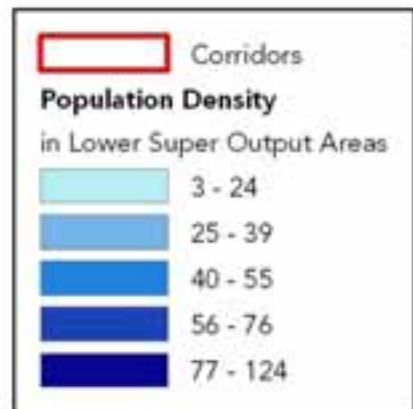 Corridors
Population Density
in Lower Super Output Areas
3 - 24
25 - 39
40 - 55
56 - 76
77 - 124